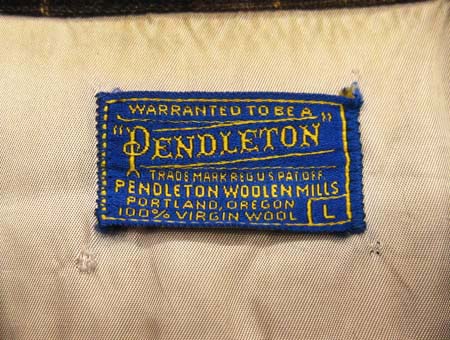 WARRANTED TO BE A
"PENDLETON"
TRADE MARK REG U S PAT OFF.
PENDLETON WOOLEN MILLS
PORTLAND, OREGON
100% VIRGIN WOOL L